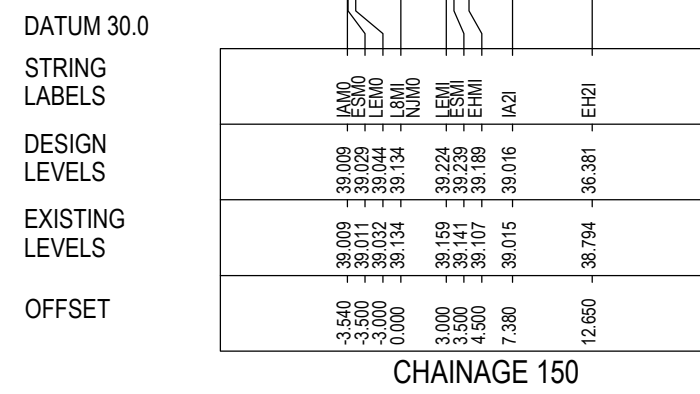 DATUM 30.0
STRING
LABELS
IAM0
ESM0
LEM0
L8MI
NJM0
LEMI
ESMI
EHMI
IA2I
EH2I
DESIGN
LEVELS
39.009
39.029
39.044
39.134
39.224
39.239
39.189
39.016
36.381
EXISTING
LEVELS
39.009
39.011
39.032
39.134
39.159
39.141
39.107
39.015
38.794
OFFSET
-3.540
-3.500
-3.000
0.000
3.000
3.500
4.500
7.380
12.650
CHAINAGE 150